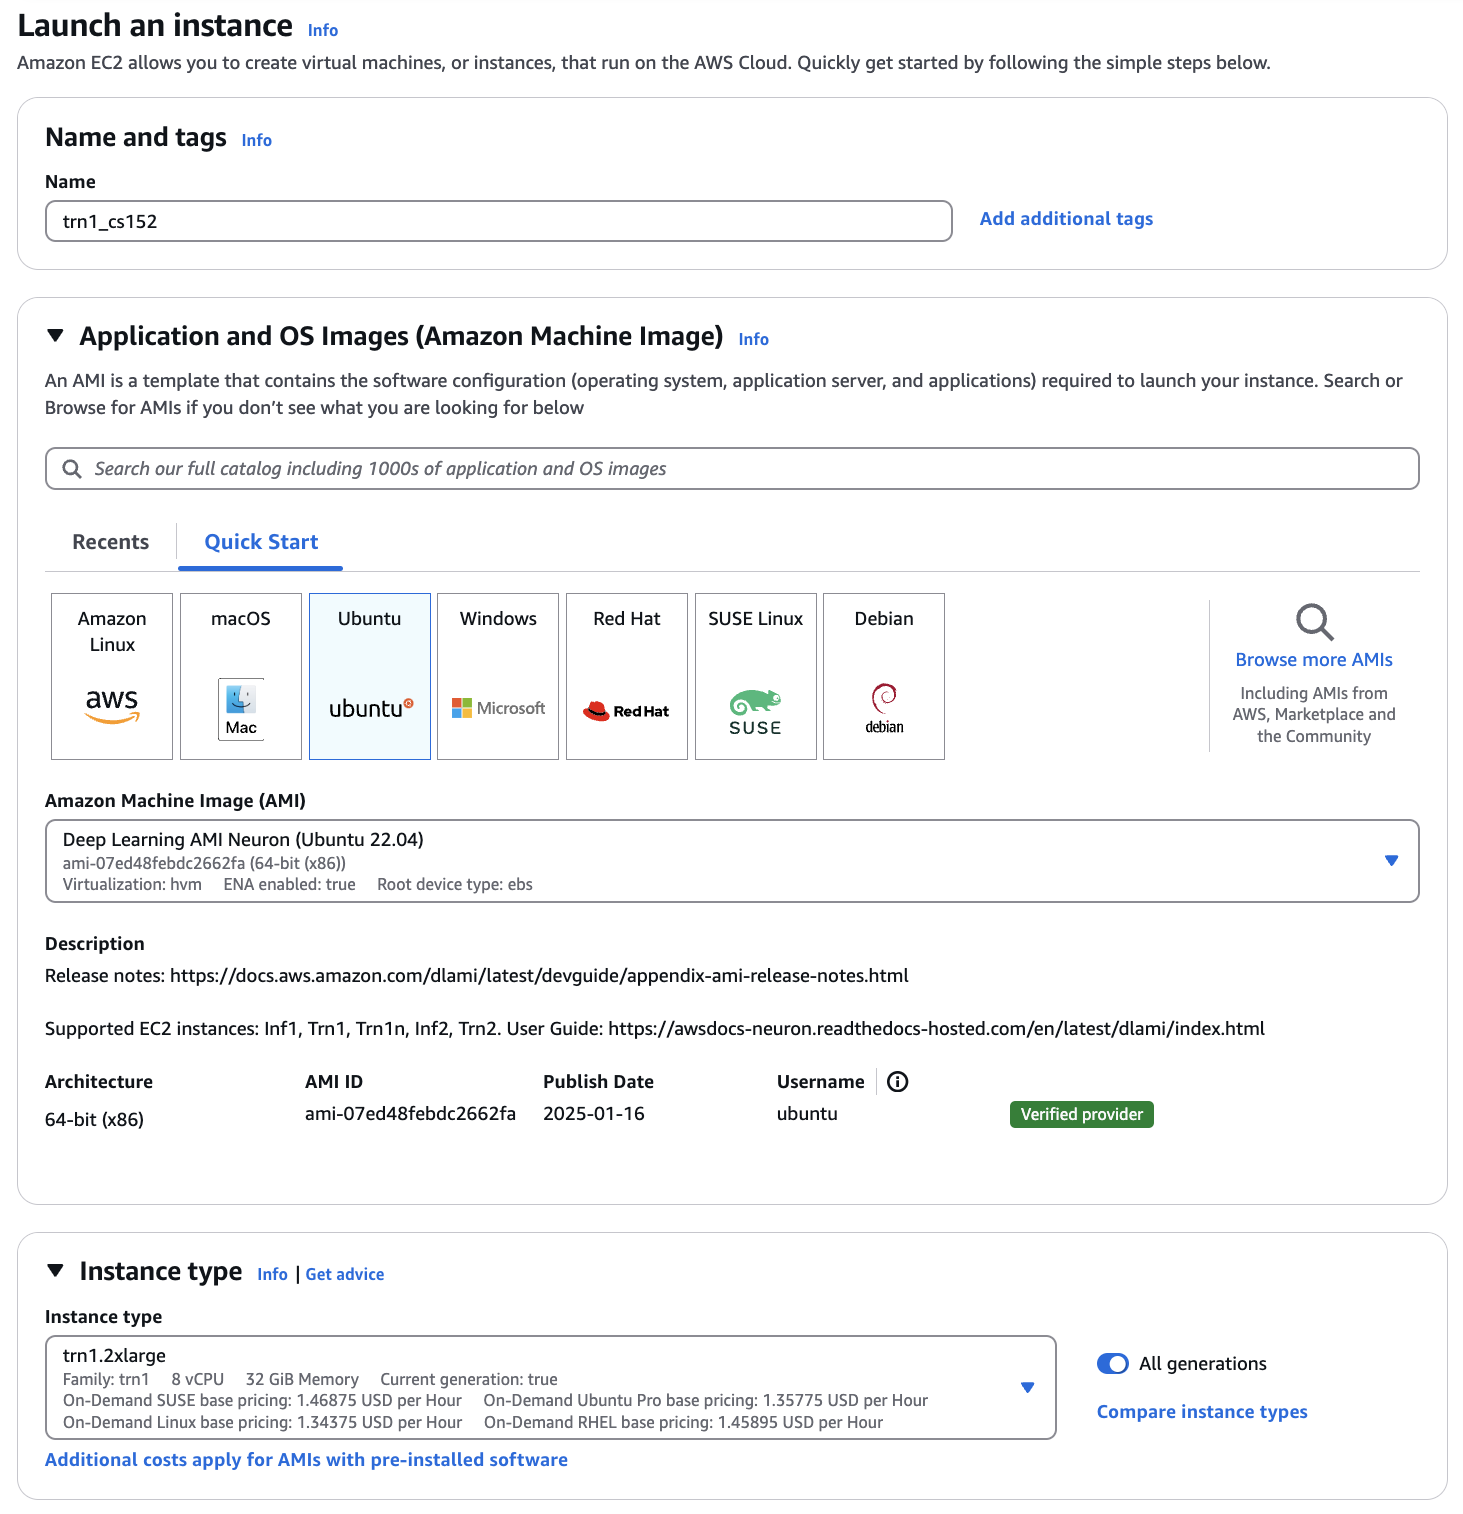 Launch an instance Info
Amazon EC2 allows you to create virtual machines, or instances, that run on the AWS Cloud. Quickly get started by following the simple steps below.
Name and tags Info
Name
trn1_cs152
Add additional tags
Application and OS Images (Amazon Machine Image) Info
An AMI is a template that contains the software configuration (operating system, application server, and applications) required to launch your instance. Search or
Browse for AMIs if you don’t see what you are looking for below
Search our full catalog including 1000s of application and OS images
Recents
Quick Start
Amazon
Linux
aws
macOS
Mac
Ubuntu
ubuntu
Windows
Microsoft
Red Hat
Red Hat
SUSE Linux
SUSE
Debian
debian
Browse more AMIs
Including AMIs from
AWS, Marketplace and
the Community
Amazon Machine Image (AMI)
Deep Learning AMI Neuron (Ubuntu 22.04)
ami-07ed48febdc2662fa (64-bit (x86))
Virtualization: hvm ENA enabled: true Root device type: ebs
Description
Release notes: https://docs.aws.amazon.com/dlami/latest/devguide/appendix-ami-release-notes.html
Supported EC2 instances: Inf1, Trn1, Trn1n, Inf2, Trn2. User Guide: https://awsdocs-neuron.readthedocs-hosted.com/en/latest/dlami/index.html
Architecture
64-bit (x86)
AMI ID
ami-07ed48febdc2662fa
Publish Date
2025-01-16
Username
ubuntu
Verified provider
Instance type Info | Get advice
Instance type
trn1.2xlarge
Family: trn1 8 vCPU 32 GiB Memory Current generation: true
On-Demand SUSE base pricing: 1.46875 USD per Hour On-Demand Ubuntu Pro base pricing: 1.35775 USD per Hour
On-Demand Linux base pricing: 1.34375 USD per Hour On-Demand RHEL base pricing: 1.45895 USD per Hour
All generations
Compare instance types
Additional costs apply for AMIs with pre-installed software